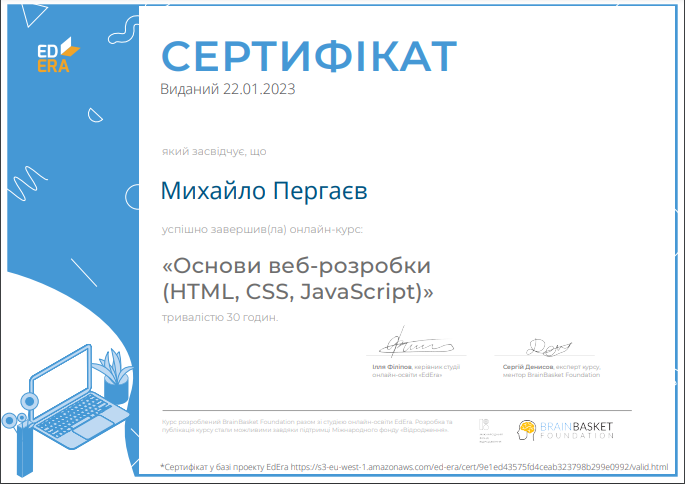 ED
ERA
СЕРТИФІКАТ
Виданий 22.01.2023
який засвідчує, що
Михайло Пергаєв
успішно завершив(ла) онлайн-курс:
«Основи веб-розробки
(HTML, CSS, JavaScript)»
тривалістю 30 годин.
Ілля Філіпов, керівник студії
онлайн-освіти «EdEra»
Сергій Денисов, експерт курсу,
ментор BrainBasket Foundation
Курс розроблений BrainBasket Foundation разом зі студією онлайн-освіти EdEra. Розробка та
публікація курсу стали можливими завдяки підтримці Міжнародного фонду «Відродження»
BRAINBASKET
FOUNDATION
*Сертифікат у базі проекту EdEra https://s3-eu-west-1.amazonaws.com/ed-era/cert/9e1ed43575fd4ceab323798b299e0992/valid.html